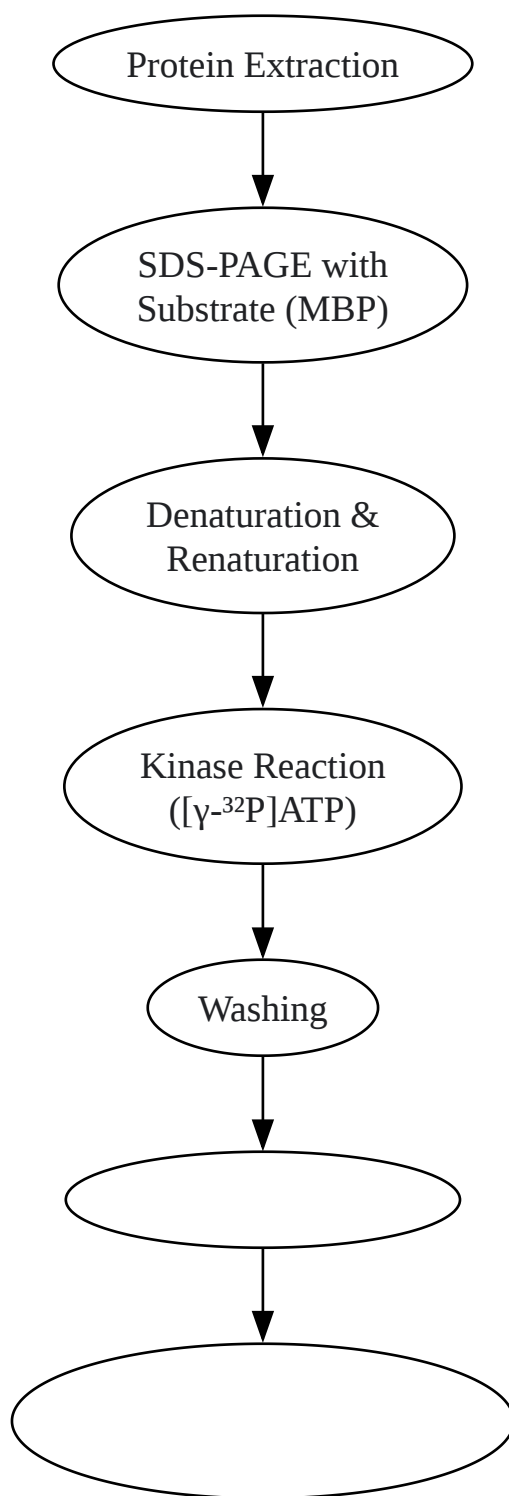 Protein Extraction
SDS-PAGE with
Substrate (MBP)
Denaturation &
Renaturation
Kinase Reaction
([γ-³²P]ATP)
Washing